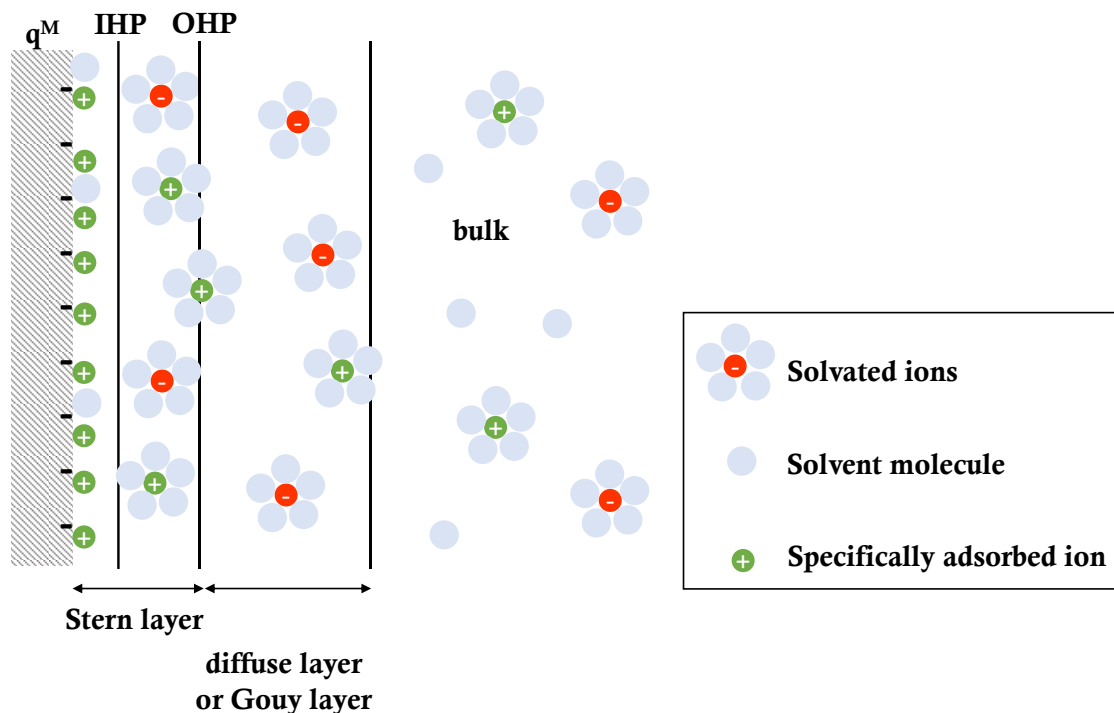 qᴹ IHP OHP
bulk
Solvated ions
Solvent molecule
Specifically adsorbed ion
Stern layer
diffuse layer
or Gouy layer